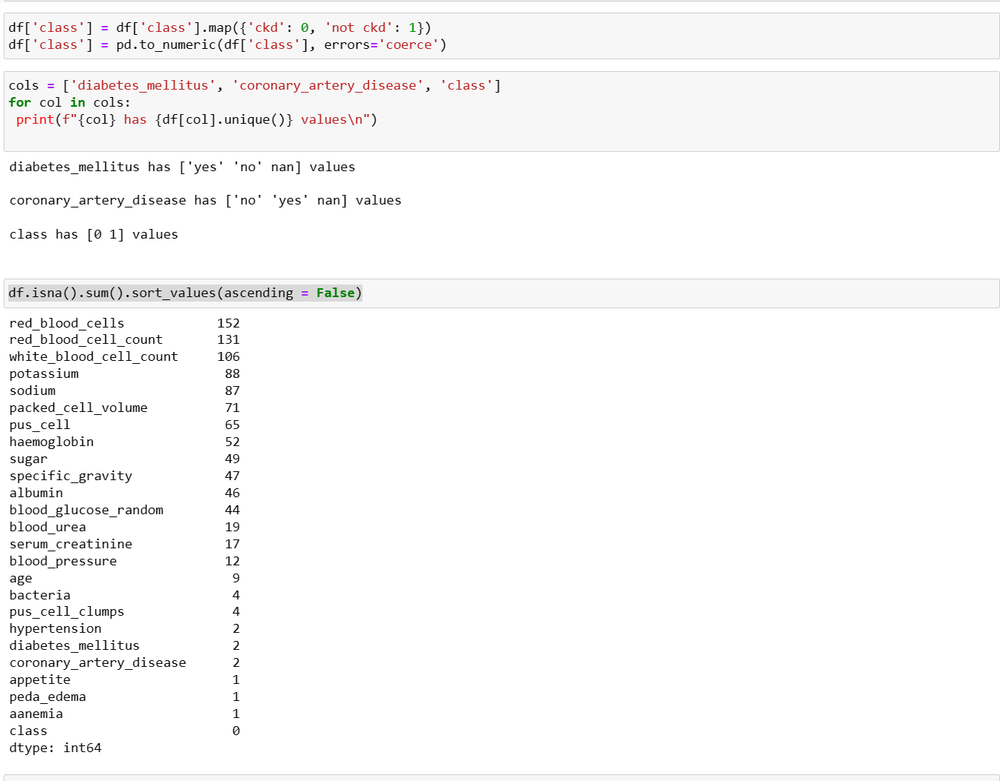 df['class'] = df['class'].map({'ckd': 0, 'not ckd': 1})
df['class'] = pd.to_numeric(df['class'], errors='coerce')
cols = ['diabetes_mellitus', 'coronary_artery_disease', 'class']
for col in cols:
 print(f"{col} has {df[col].unique()} values\n")
diabetes_mellitus has ['yes' 'no' nan] values
coronary_artery_disease has ['no' 'yes' nan] values
class has [0 1] values
df.isna().sum().sort_values(ascending = False)
red_blood_cells 152
red_blood_cell_count 131
white_blood_cell_count 106
potassium 88
sodium 87
packed_cell_volume 71
pus_cell 65
haemoglobin 52
sugar 49
specific_gravity 47
albumin 46
blood_glucose_random 44
blood_urea 19
serum_creatinine 17
blood_pressure 12
age 9
bacteria 4
pus_cell_clumps 4
hypertension 2
diabetes_mellitus 2
coronary_artery_disease 2
appetite 1
peda_edema 1
aanemia 1
class 0
dtype: int64